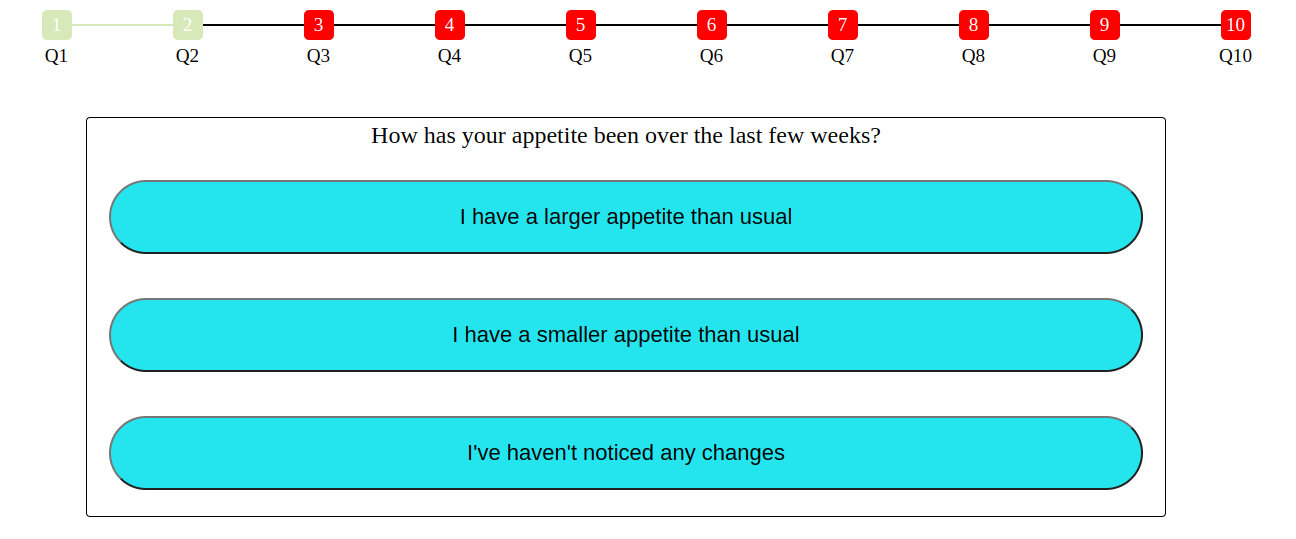 1 2 3 4 5 6 7 8 9 10
Q1 Q2 Q3 Q4 Q5 Q6 Q7 Q8 Q9 Q10
How has your appetite been over the last few weeks?
I have a larger appetite than usual
I have a smaller appetite than usual
I've haven't noticed any changes